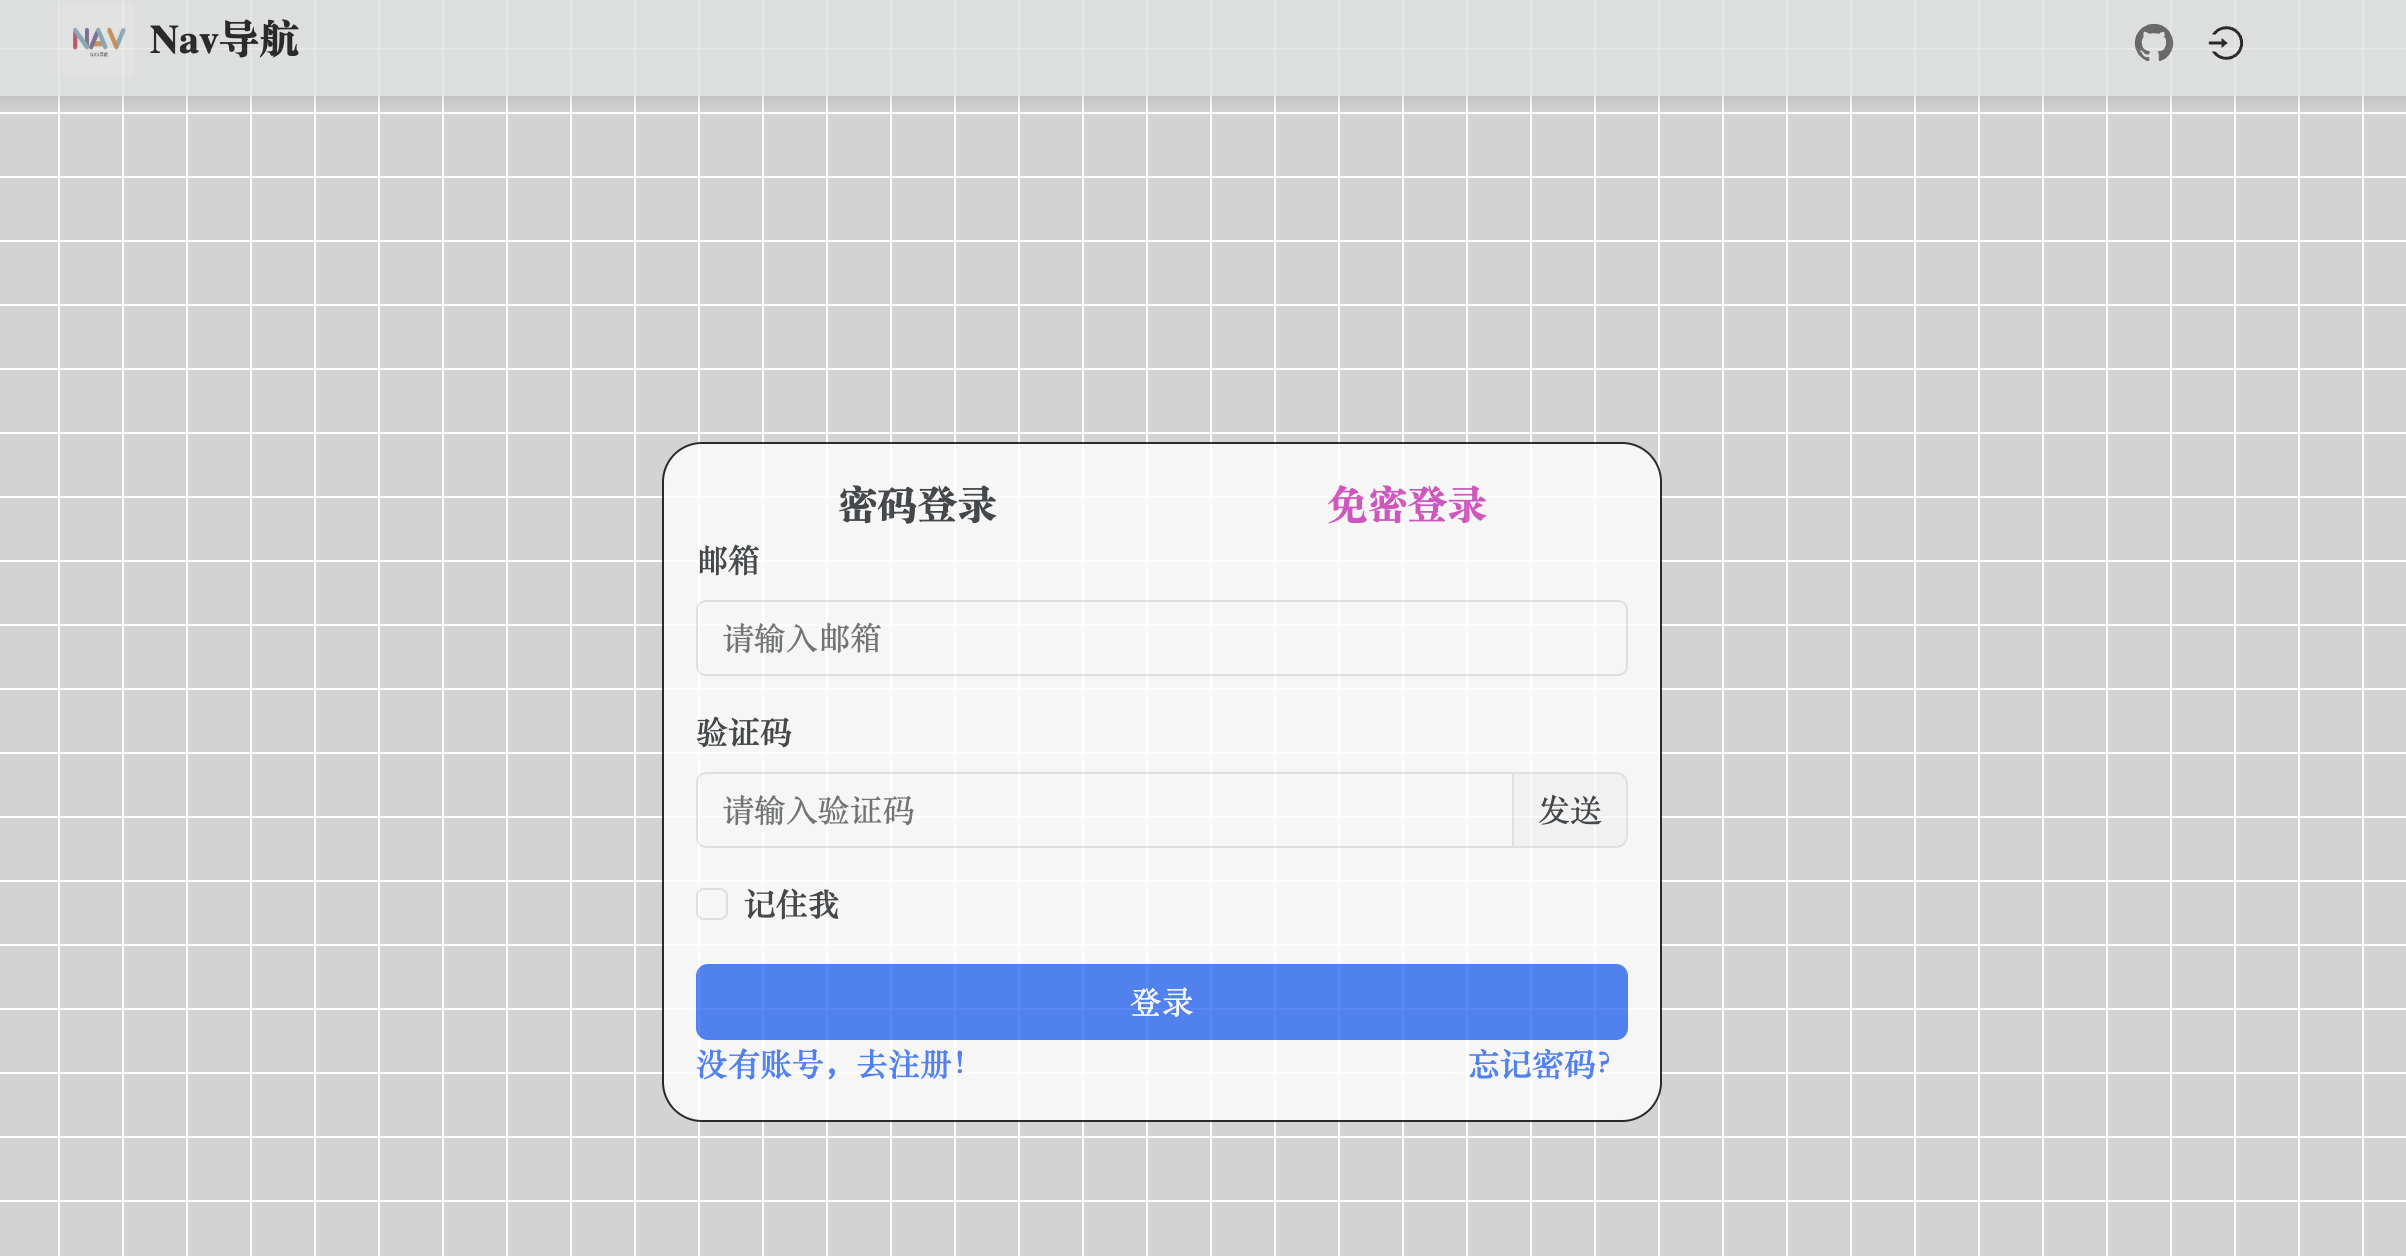 NAV
Nav导航
密码登录 免密登录
邮箱
请输入邮箱
验证码
请输入验证码 发送
记住我
登录
没有账号，去注册！ 忘记密码?